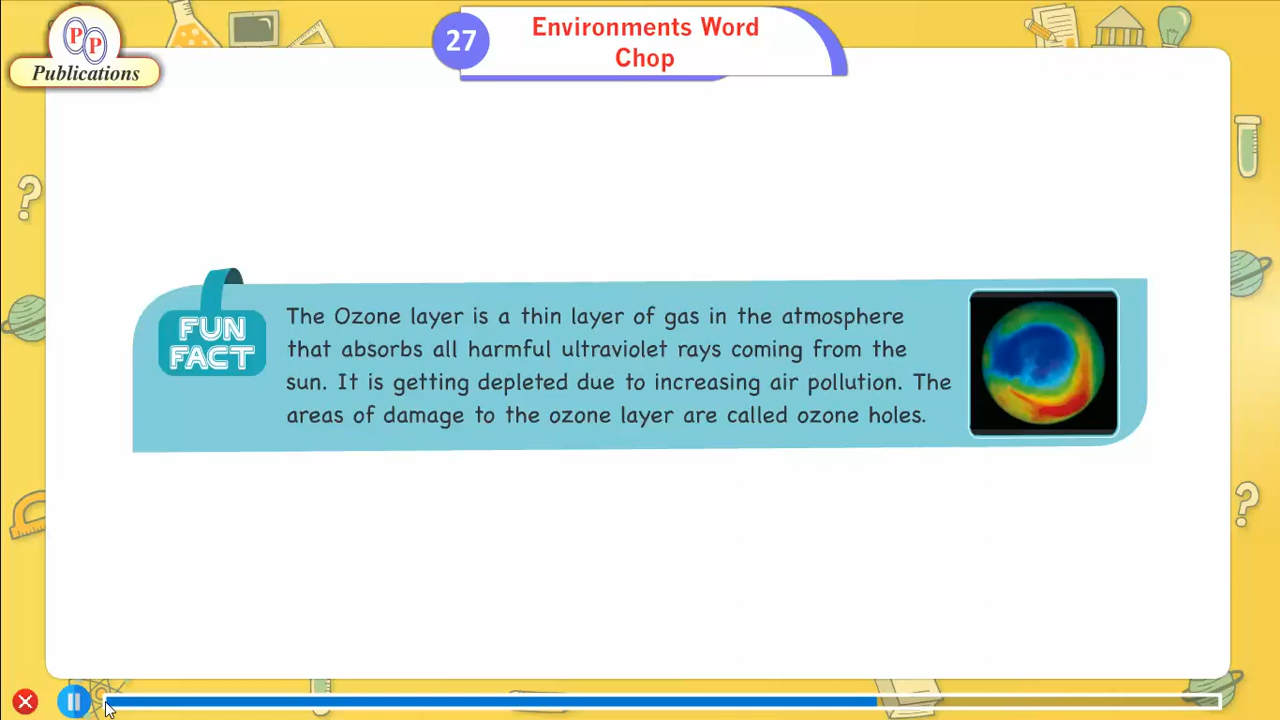 P
P
Publications
27
Environments Word
Chop
FUN
FACT
The Ozone layer is a thin layer of gas in the atmosphere
that absorbs all harmful ultraviolet rays coming from the
sun. It is getting depleted due to increasing air pollution. The
areas of damage to the ozone layer are called ozone holes.